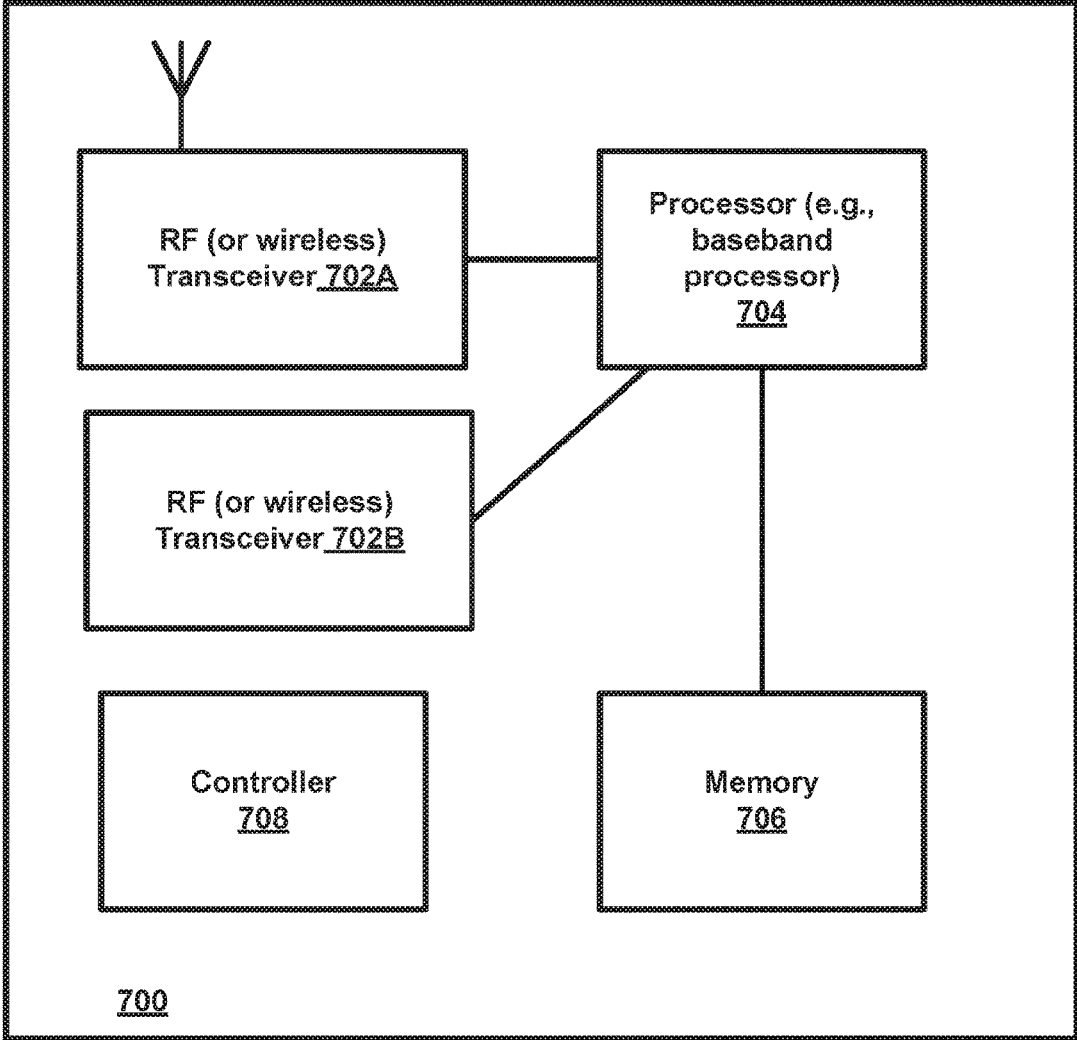 RF (or wireless)
Transceiver 702A
Processor (e.g.,
baseband
processor)
704
RF (or wireless)
Transceiver 702B
Controller
708
Memory
706
700